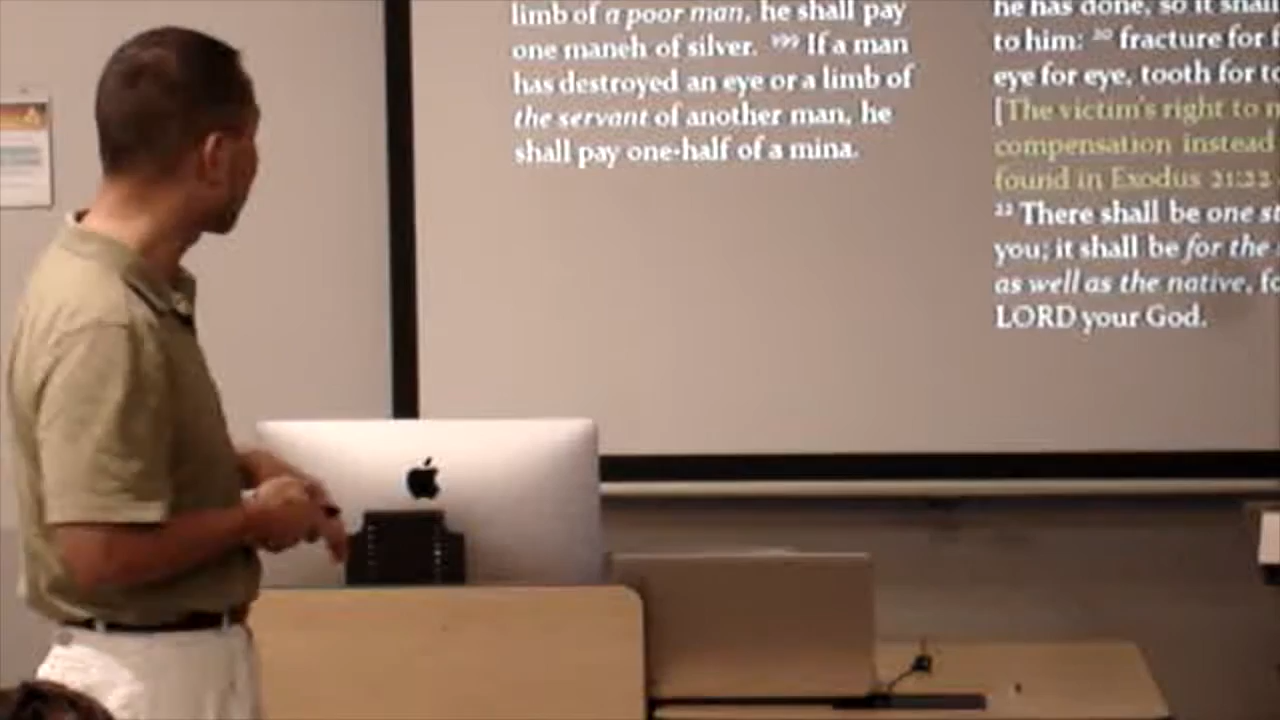 limb of a poor man, he shall pay
one maneh of silver. 199 If a man
has destroyed an eye or a limb of
the servant of another man, he
shall pay one-half of a mina.
he has done, so it shall
to him: 20 fracture for
eye for eye, tooth for
[The victim's right to
compensation instead
found in Exodus 21:22
22 There shall be one
you; it shall be for the
as well as the native,
LORD your God.